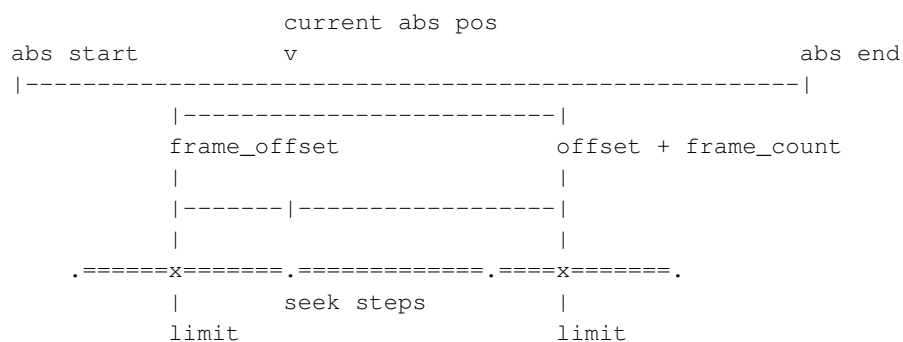 current abs pos
abs start v abs end
|------------------------------------------------------|
|--------------------------|
frame_offset offset + frame_count
| |
|-------|------------------|
| |
.======x=======.=============.====x=======.
| seek steps |
limit limit